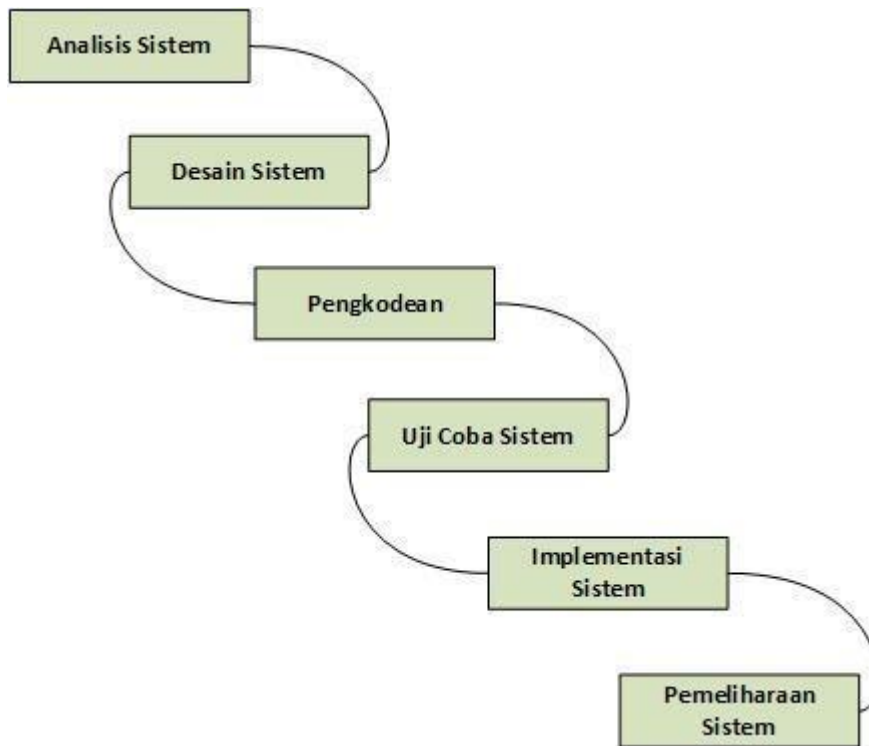 Analisis Sistem
Desain Sistem
Pengkodean
Uji Coba Sistem
Implementasi
Sistem
Pemeliharaan
Sistem